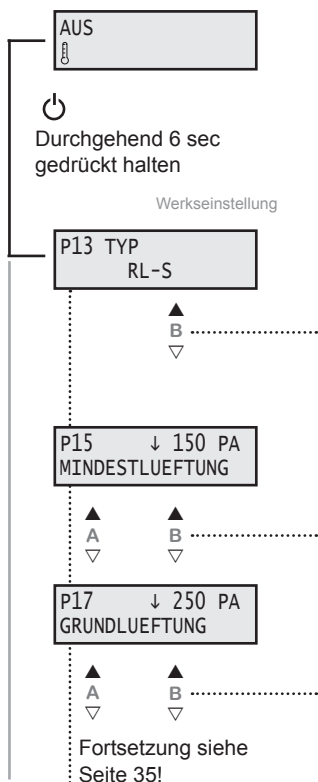 AUS
Durchgehend 6 sec
gedrückt halten
Werkseinstellung
P13 TYP
RL-S
B
P15 ↓ 150 PA
MINDESTLUEFTUNG
A B
P17 ↓ 250 PA
GRUNDLUEFTUNG
A B
Fortsetzung siehe
Seite 35!